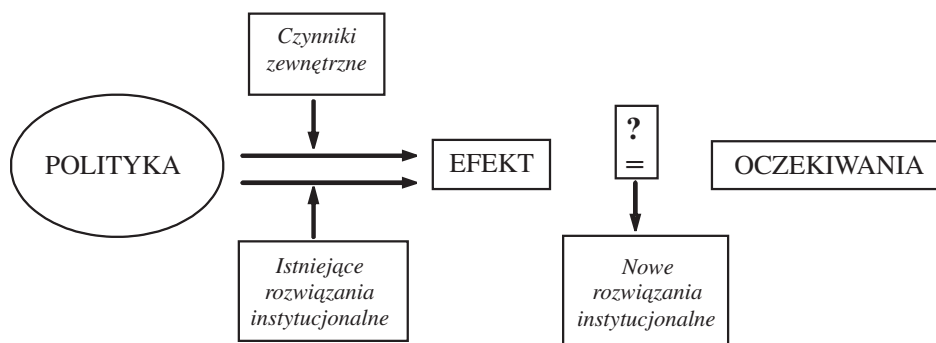 Czynniki
zewnętrzne
POLITYKA
EFEKT
?
=
OCZEKIWANIA
Istniejące
rozwiązania
instytucjonalne
Nowe
rozwiązania
instytucjonalne